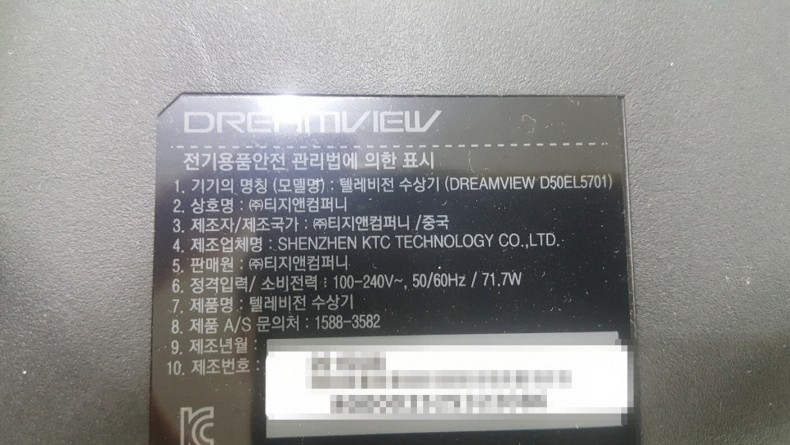 DREAMVIEW
전기용품안전 관리법에 의한 표시
1. 기기의 명칭 (모델명) : 텔레비전 수상기 (DREAMVIEW D50EL5701)
2. 상호명 : ㈜티지앤컴퍼니
3. 제조자/제조국가 : ㈜티지앤컴퍼니 /중국
4. 제조업체명 : SHENZHEN KTC TECHNOLOGY CO.,LTD.
5. 판매원 : ㈜티지앤컴퍼니
6. 정격입력/ 소비전력 : 100-240V~, 50/60Hz / 71.7W
7. 제품명 : 텔레비전 수상기
8. 제품 A/S 문의처 : 1588-3582
9. 제조년월 :
10. 제조번호 :